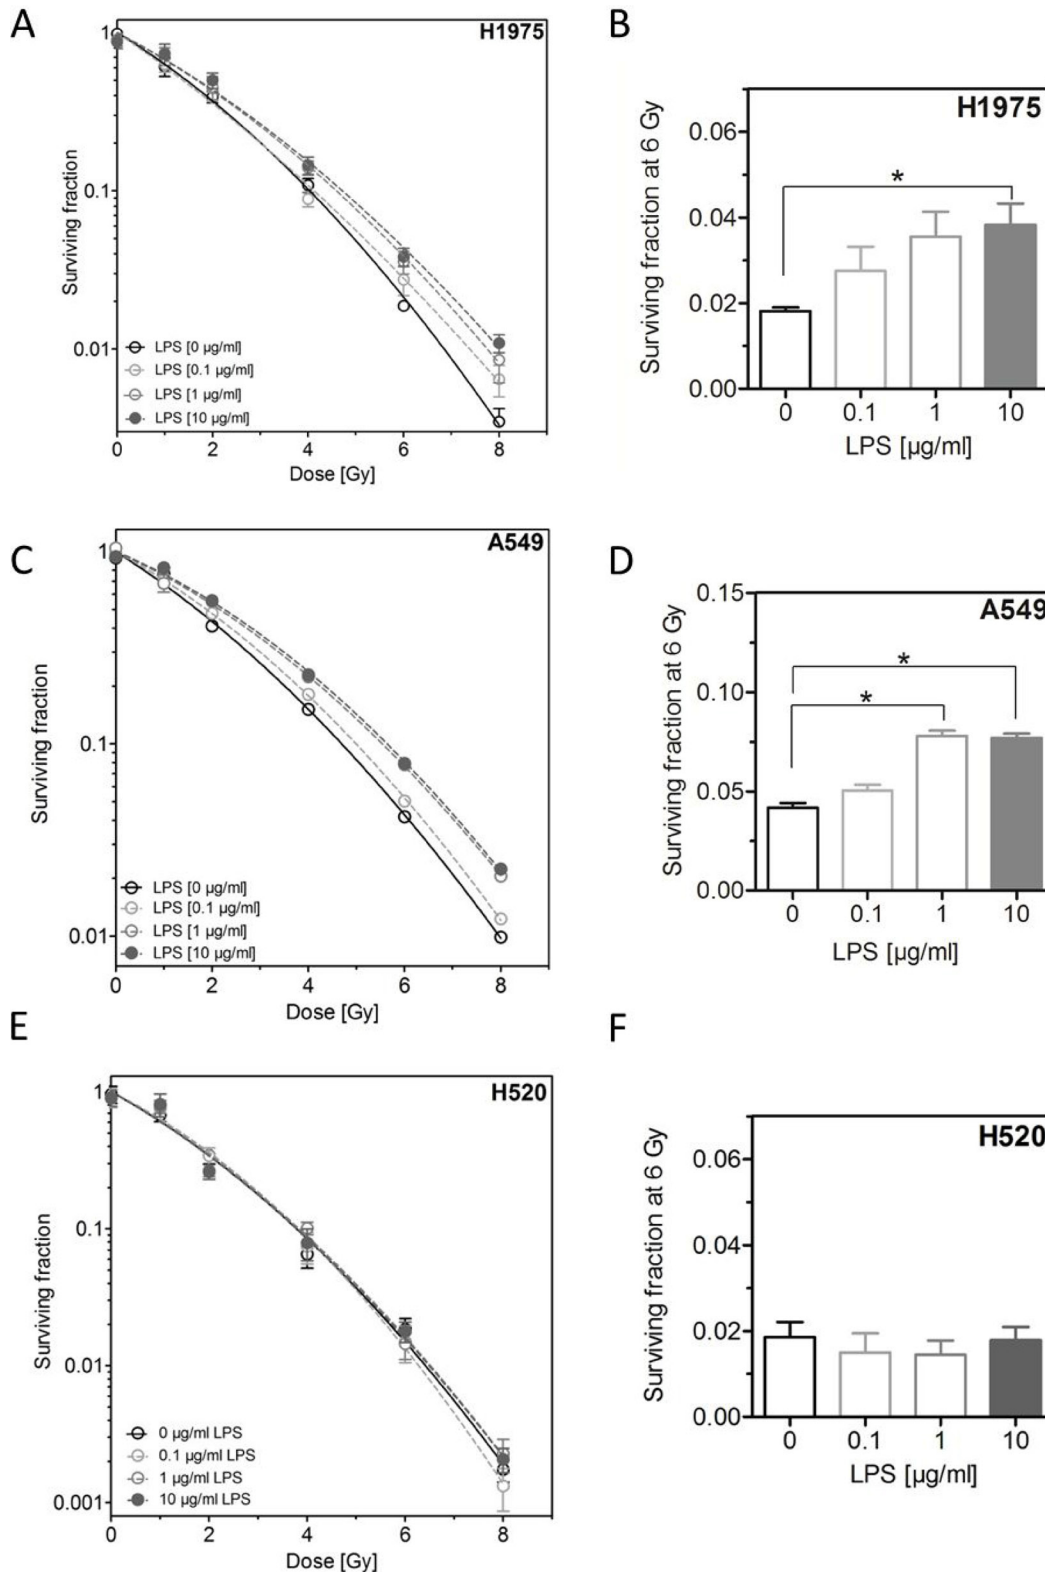 A
H1975
1
0.1
0.01
Surviving fraction
LPS [0 µg/ml]
LPS [0.1 µg/ml]
LPS [1 µg/ml]
LPS [10 µg/ml]
0 2 4 6 8
Dose [Gy]
B
H1975
Surviving fraction at 6 Gy
0.06
0.04
0.02
0.00
*
0 0.1 1 10
LPS [µg/ml]
C
A549
1
0.1
0.01
Surviving fraction
LPS [0 µg/ml]
LPS [0.1 µg/ml]
LPS [1 µg/ml]
LPS [10 µg/ml]
0 2 4 6 8
Dose [Gy]
D
A549
Surviving fraction at 6 Gy
0.15
0.10
0.05
0.00
*
*
0 0.1 1 10
LPS [µg/ml]
E
H520
1
0.1
0.01
0.001
Surviving fraction
0 µg/ml LPS
0.1 µg/ml LPS
1 µg/ml LPS
10 µg/ml LPS
0 2 4 6 8
Dose [Gy]
F
H520
Surviving fraction at 6 Gy
0.06
0.04
0.02
0.00
0 0.1 1 10
LPS [µg/ml]